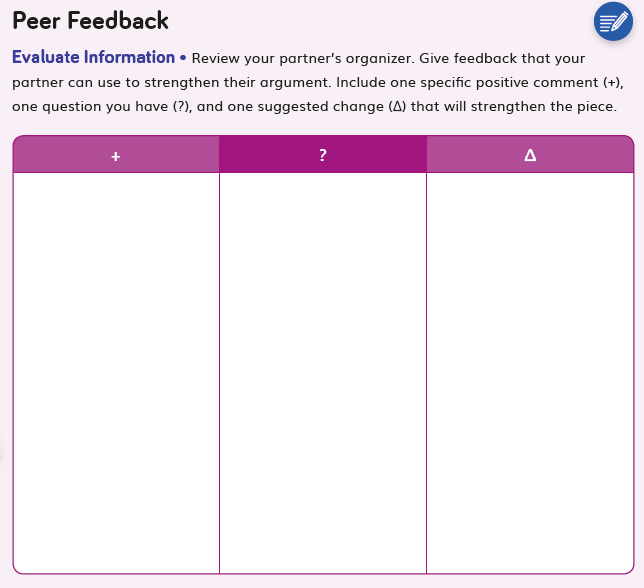 Peer Feedback
Evaluate Information • Review your partner's organizer. Give feedback that your
partner can use to strengthen their argument. Include one specific positive comment (+),
one question you have (?), and one suggested change (Δ) that will strengthen the piece.
+ ? Δ